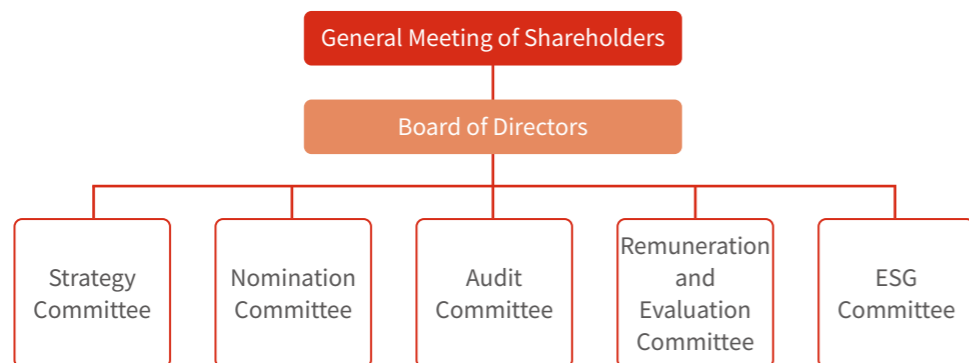 General Meeting of Shareholders
Board of Directors
Strategy
Committee
Nomination
Committee
Audit
Committee
Remuneration
and
Evaluation
Committee
ESG
Committee